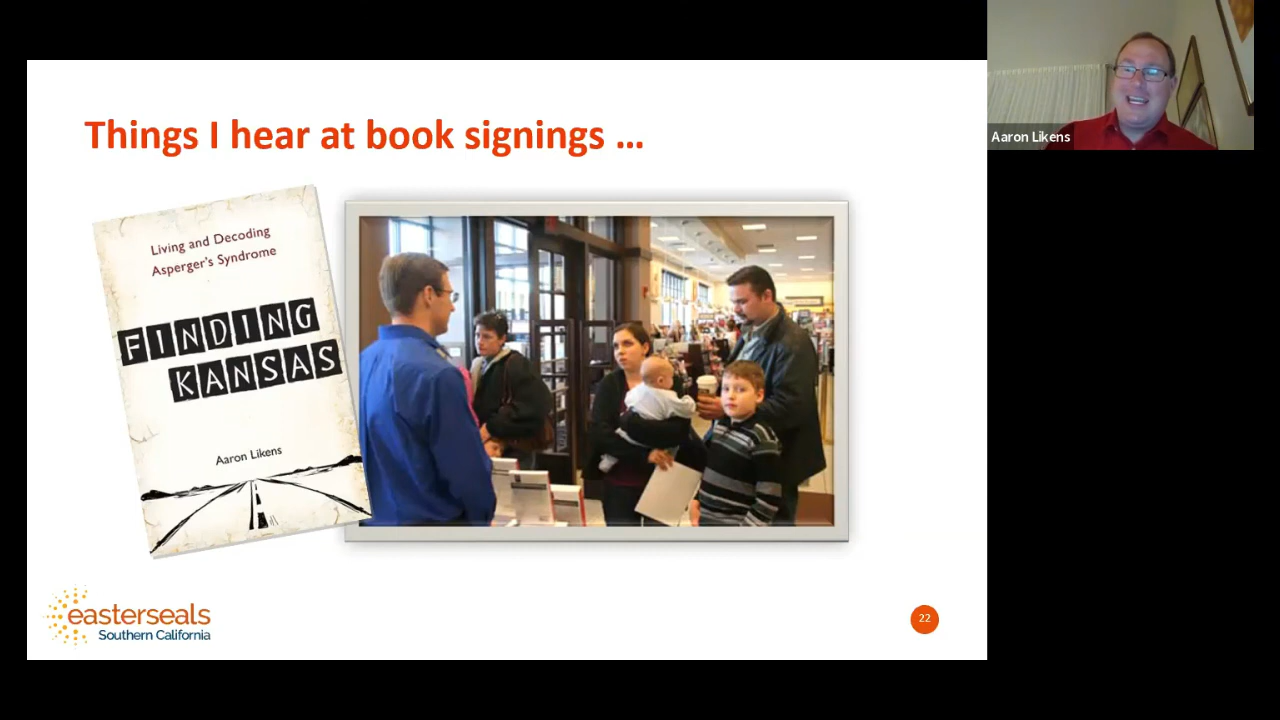 Things I hear at book signings ...
Living and Decoding
Asperger's Syndrome
FINDING
KANSAS
Aaron Likens
easterseals
Southern California
22
Aaron Likens